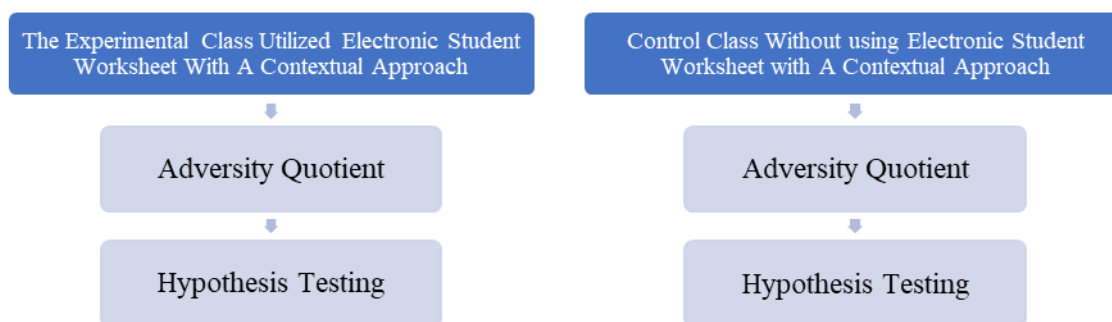 The Experimental Class Utilized Electronic Student
Worksheet With A Contextual Approach
Adversity Quotient
Hypothesis Testing
Control Class Without using Electronic Student
Worksheet with A Contextual Approach
Adversity Quotient
Hypothesis Testing